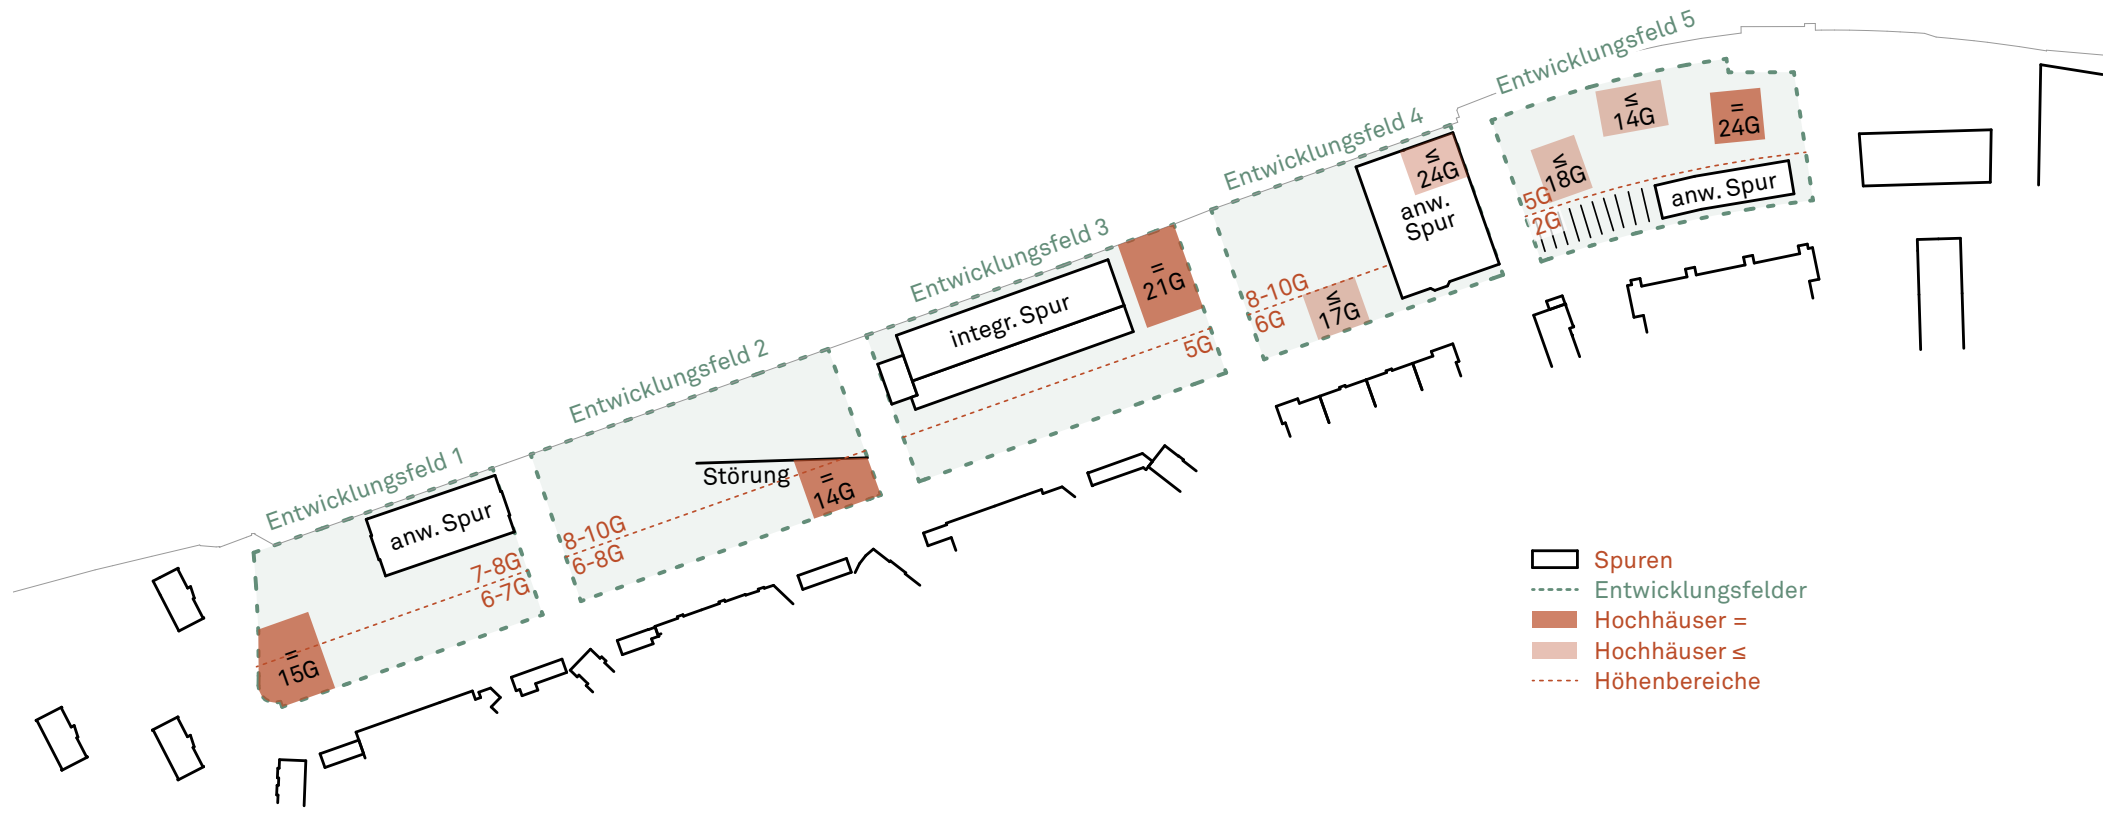 Entwicklungsfeld 1
anw. Spur
7-8G
6-7G
=
15G
Entwicklungsfeld 2
Störung
=
14G
8-10G
6-8G
Entwicklungsfeld 3
integr. Spur
=
21G
5G
Entwicklungsfeld 4
≤
24G
anw.
Spur
8-10G
6G
≤
17G
Entwicklungsfeld 5
≤
14G
=
24G
≤
18G
5G
2G
anw. Spur
Spuren
Entwicklungsfelder
Hochhäuser =
Hochhäuser ≤
Höhenbereiche